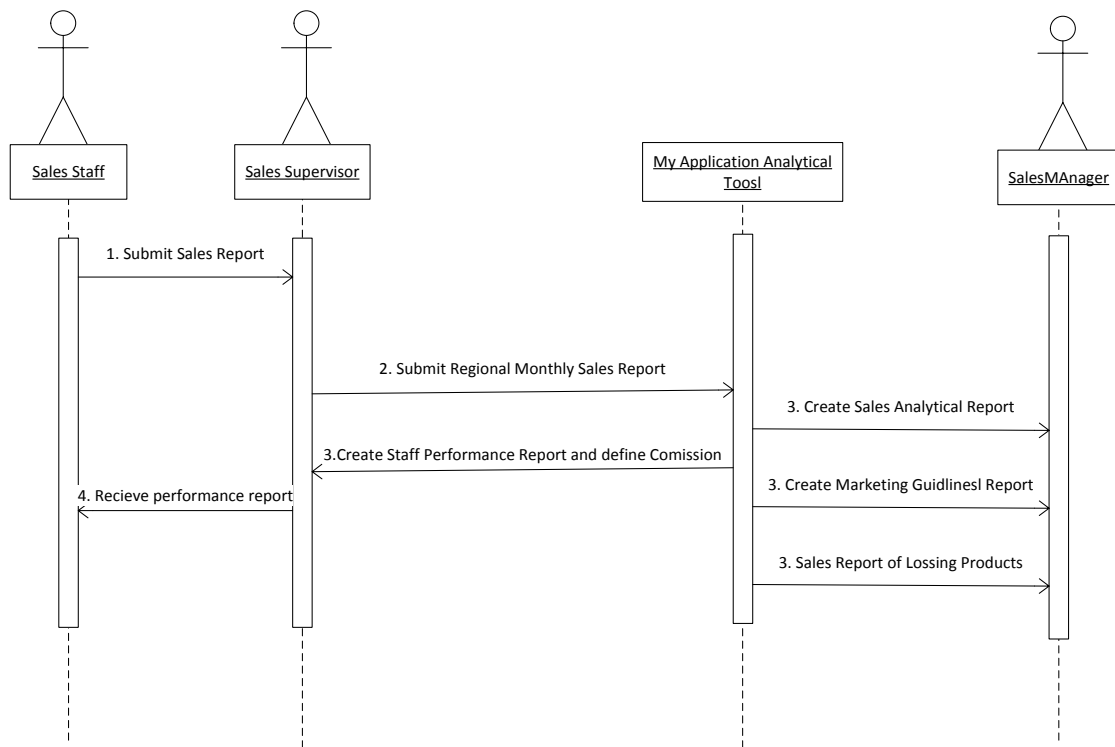 Sales Staff
Sales Supervisor
My Application Analytical
Toosl
SalesMAnager
1. Submit Sales Report
2. Submit Regional Monthly Sales Report
3. Create Sales Analytical Report
3.Create Staff Performance Report and define Comission
3. Create Marketing Guidlinesl Report
4. Recieve performance report
3. Sales Report of Lossing Products